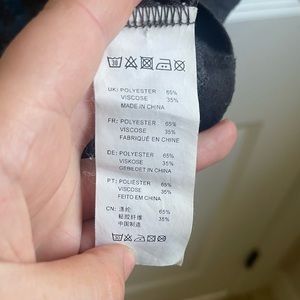 UK: POLYESTER 65%
VISCOSE 35%
MADE IN CHINA
FR: POLYESTER 65%
VISCOSE 35%
FABRIQUÉ EN CHINE
DE: POLYESTER 65%
VISKOSE 35%
GEBILDET IN CHINA
PT: POLIESTER 65%
VISCOSE 35%
FEITO EM CHINA
CN: 涤纶 65%
粘胶纤维 35%
中国制造